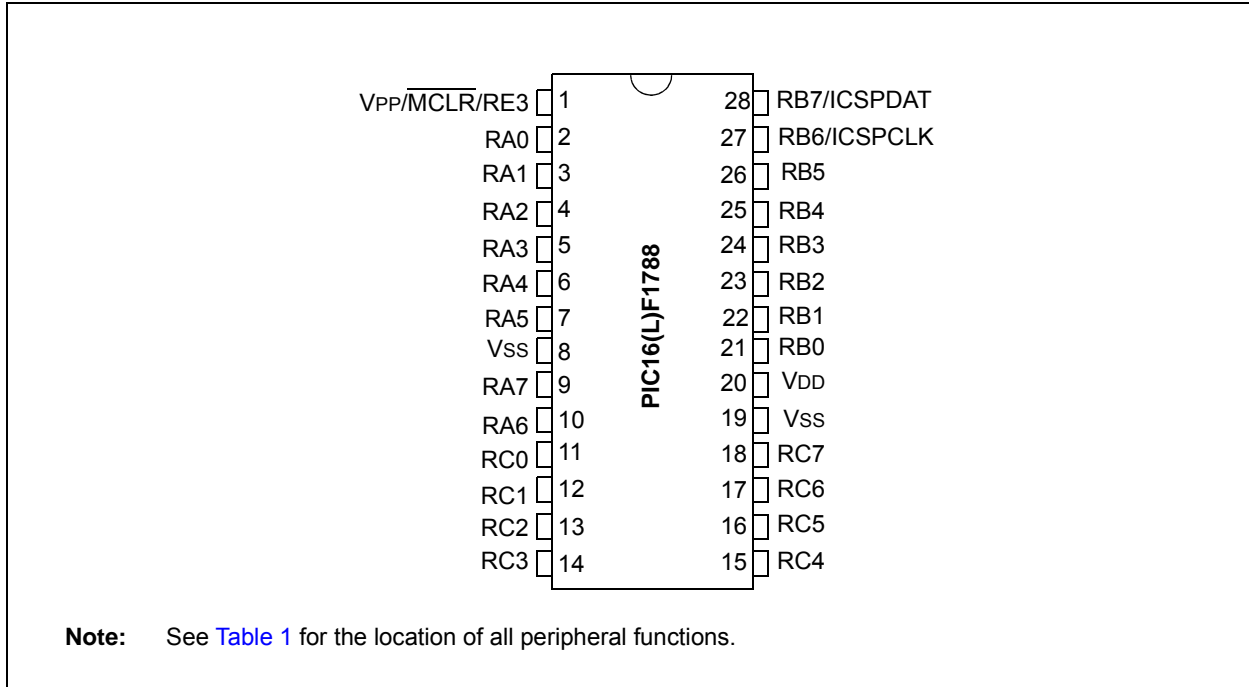 VPP/MCLR/RE3 1 28 RB7/ICSPDAT
RA0 2 27 RB6/ICSPCLK
RA1 3 26 RB5
RA2 4 25 RB4
RA3 5 24 RB3
RA4 6 23 RB2
RA5 7 22 RB1
VSS 8 21 RB0
RA7 9 20 VDD
RA6 10 19 VSS
RC0 11 18 RC7
RC1 12 17 RC6
RC2 13 16 RC5
RC3 14 15 RC4
PIC16(L)F1788
Note: See Table 1 for the location of all peripheral functions.